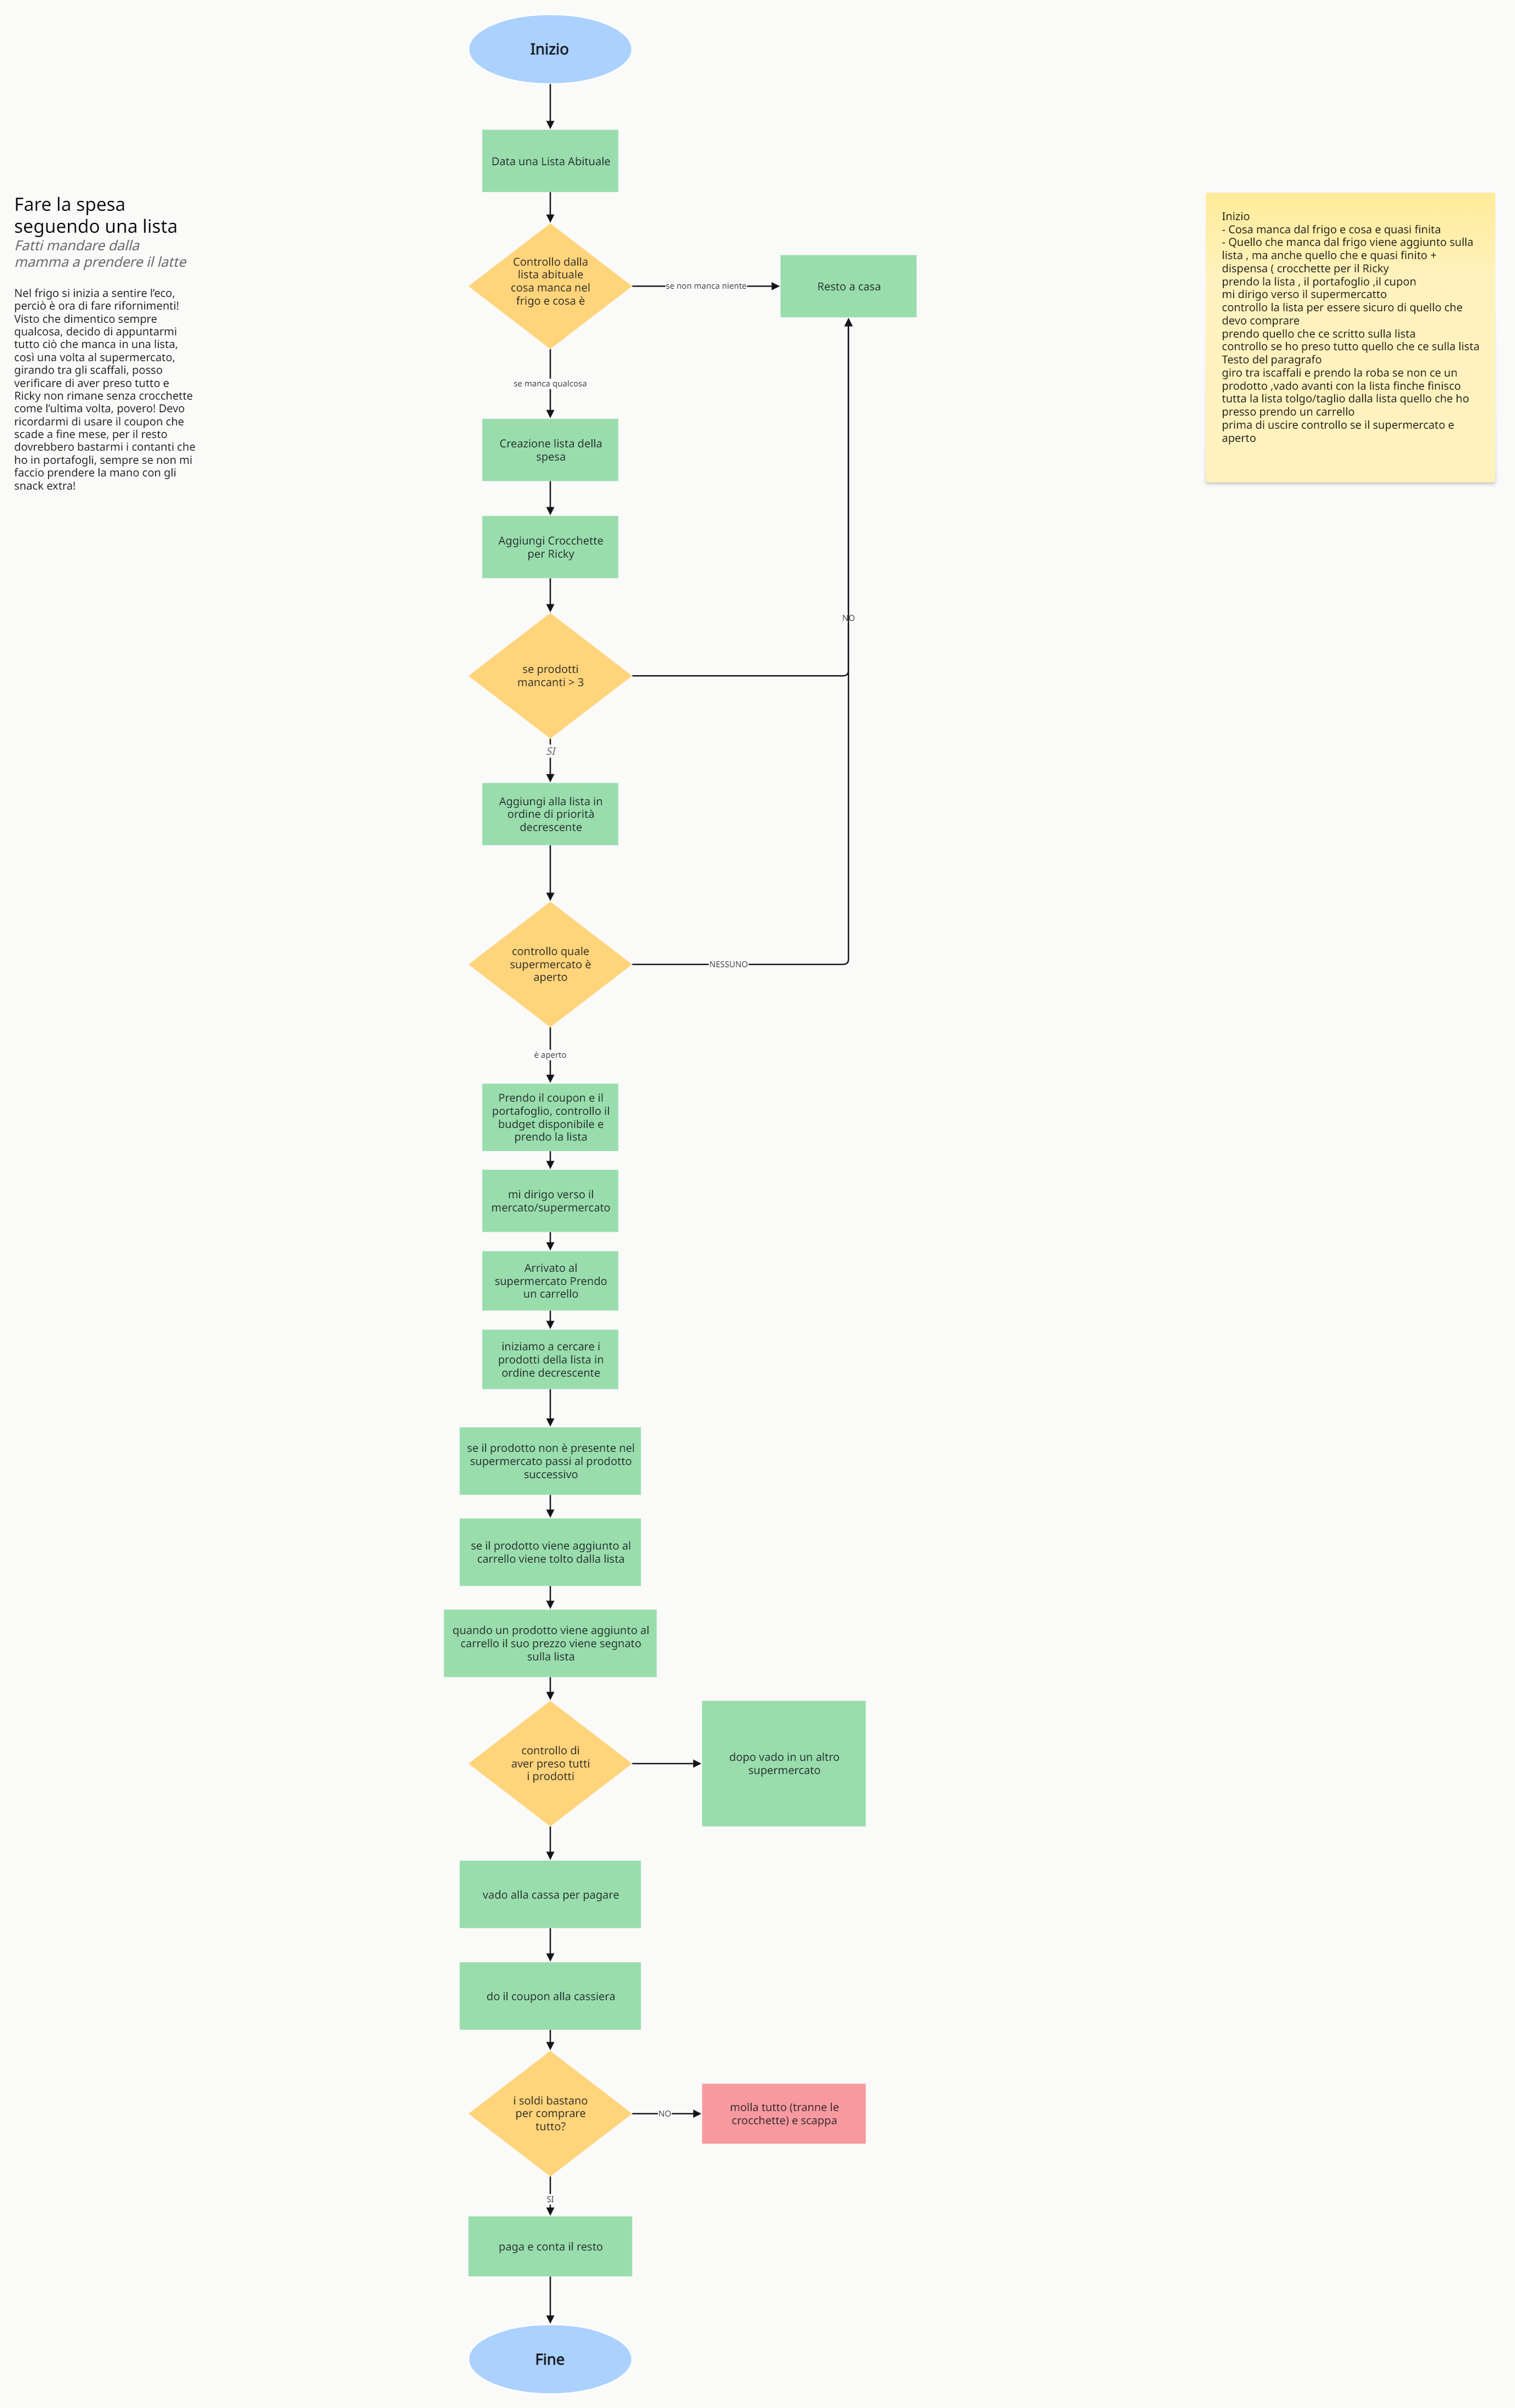 Inizio
Data una Lista Abituale
Fare la spesa
seguendo una lista
Fatti mandare dalla
mamma a prendere il latte
Nel frigo si inizia a sentire l’eco,
perciò è ora di fare rifornimenti!
Visto che dimentico sempre
qualcosa, decido di appuntarmi
tutto ciò che manca in una lista,
così una volta al supermercato,
girando tra gli scaffali, posso
verificare di aver preso tutto e
Ricky non rimane senza crocchette
come l’ultima volta, povero! Devo
ricordarmi di usare il coupon che
scade a fine mese, per il resto
dovrebbero bastarmi i contanti che
ho in portafogli, sempre se non mi
faccio prendere la mano con gli
snack extra!
Controllo dalla
lista abituale
cosa manca nel
frigo e cosa è
se non manca niente
Resto a casa
Inizio
- Cosa manca dal frigo e cosa e quasi finita
- Quello che manca dal frigo viene aggiunto sulla
lista , ma anche quello che e quasi finito +
dispensa ( crocchette per il Ricky
prendo la lista , il portafoglio ,il cupon
mi dirigo verso il supermercatto
controllo la lista per essere sicuro di quello che
devo comprare
prendo quello che ce scritto sulla lista
controllo se ho preso tutto quello che ce sulla lista
Testo del paragrafo
giro tra iscaffali e prendo la roba se non ce un
prodotto ,vado avanti con la lista finche finisco
tutta la lista tolgo/taglio dalla lista quello che ho
presso prendo un carrello
prima di uscire controllo se il supermercato e
aperto
se manca qualcosa
Creazione lista della
spesa
Aggiungi Crocchette
per Ricky
NO
se prodotti
mancanti > 3
SI
Aggiungi alla lista in
ordine di priorità
decrescente
controllo quale
supermercato è
aperto
NESSUNO
è aperto
Prendo il coupon e il
portafoglio, controllo il
budget disponibile e
prendo la lista
mi dirigo verso il
mercato/supermercato
Arrivato al
supermercato Prendo
un carrello
iniziamo a cercare i
prodotti della lista in
ordine decrescente
se il prodotto non è presente nel
supermercato passi al prodotto
successivo
se il prodotto viene aggiunto al
carrello viene tolto dalla lista
quando un prodotto viene aggiunto al
carrello il suo prezzo viene segnato
sulla lista
controllo di
aver preso tutti
i prodotti
dopo vado in un altro
supermercato
vado alla cassa per pagare
do il coupon alla cassiera
i soldi bastano
per comprare
tutto?
NO
molla tutto (tranne le
crocchette) e scappa
SI
paga e conta il resto
Fine